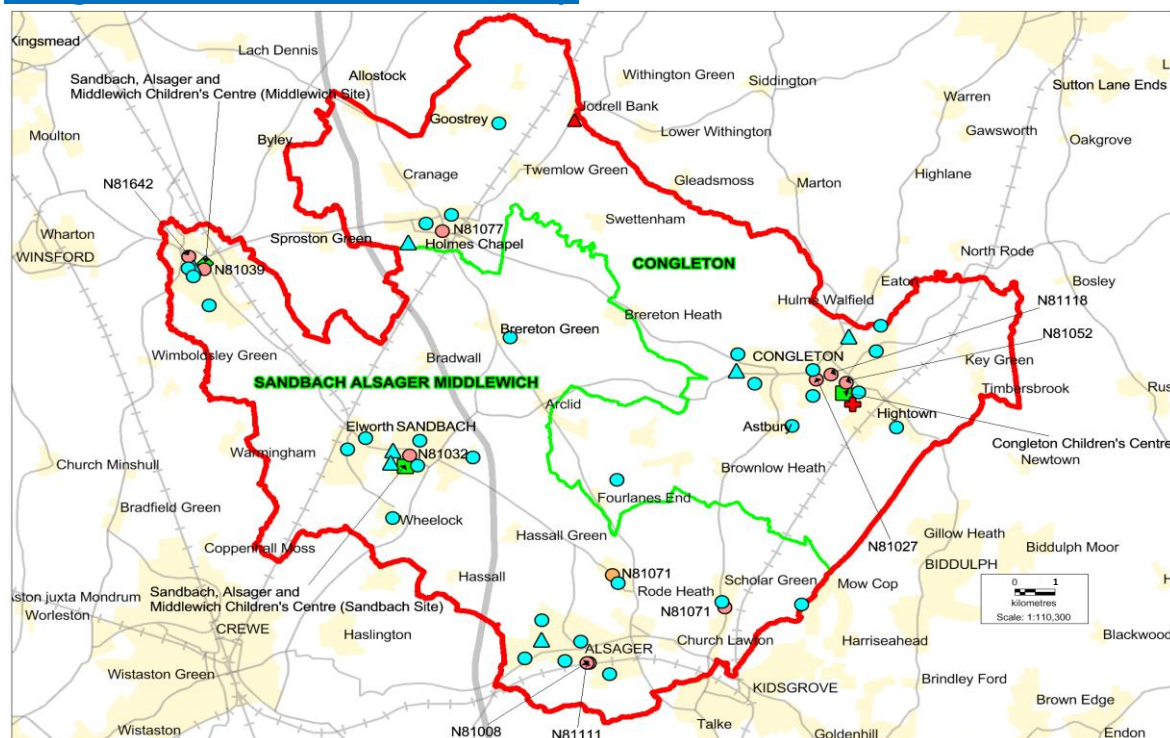 Kingsmead
Lach Dennis
Allostock
Withington Green
Siddington
Sutton Lane Ends
Warren
Sandbach, Alsager and
Middlewich Children's Centre (Middlewich Site)
Goostrey
Jodrell Bank
Lower Withington
Gawsworth
Oakgrove
Moulton
Byley
Cranage
Twemlow Green
Gleadsmoss
Marton
Highlane
N81642
Wharton
WINSFORD
Sproston Green
N81077
Holmes Chapel
Swettenham
CONGLETON
North Rode
N81039
Eaton
Bosley
Hulme Walfield
N81118
Brereton Green
Brereton Heath
N81052
Wimboldsley Green
Bradwall
CONGLETON
Key Green
SANDBACH ALSAGER MIDDLEWICH
Timbersbrook
Arclid
Elworth
SANDBACH
Astbury
Hightown
Warmingham
N81032
Congleton Children's Centre
Newtown
Church Minshull
Brownlow Heath
Fourlanes End
Bradfield Green
Wheelock
Hassall Green
N81027
Gillow Heath
Biddulph Moor
Coppenhall Moss
BIDDULPH
Hassall
N81071
Scholar Green
Mow Cop
Sandbach, Alsager and
Middlewich Children's Centre (Sandbach Site)
Rode Heath
N81071
0 1
kilometres
Scale: 1:110,300
aston juxta Mondrum
Worleston
CREWE
Haslington
Church Lawton
Harriseahead
Blackwood
ALSAGER
Wistaston Green
KIDSGROVE
Brindley Ford
Brown Edge
Wistaston
N81008
N81111
Talke
Goldenhill
Endon